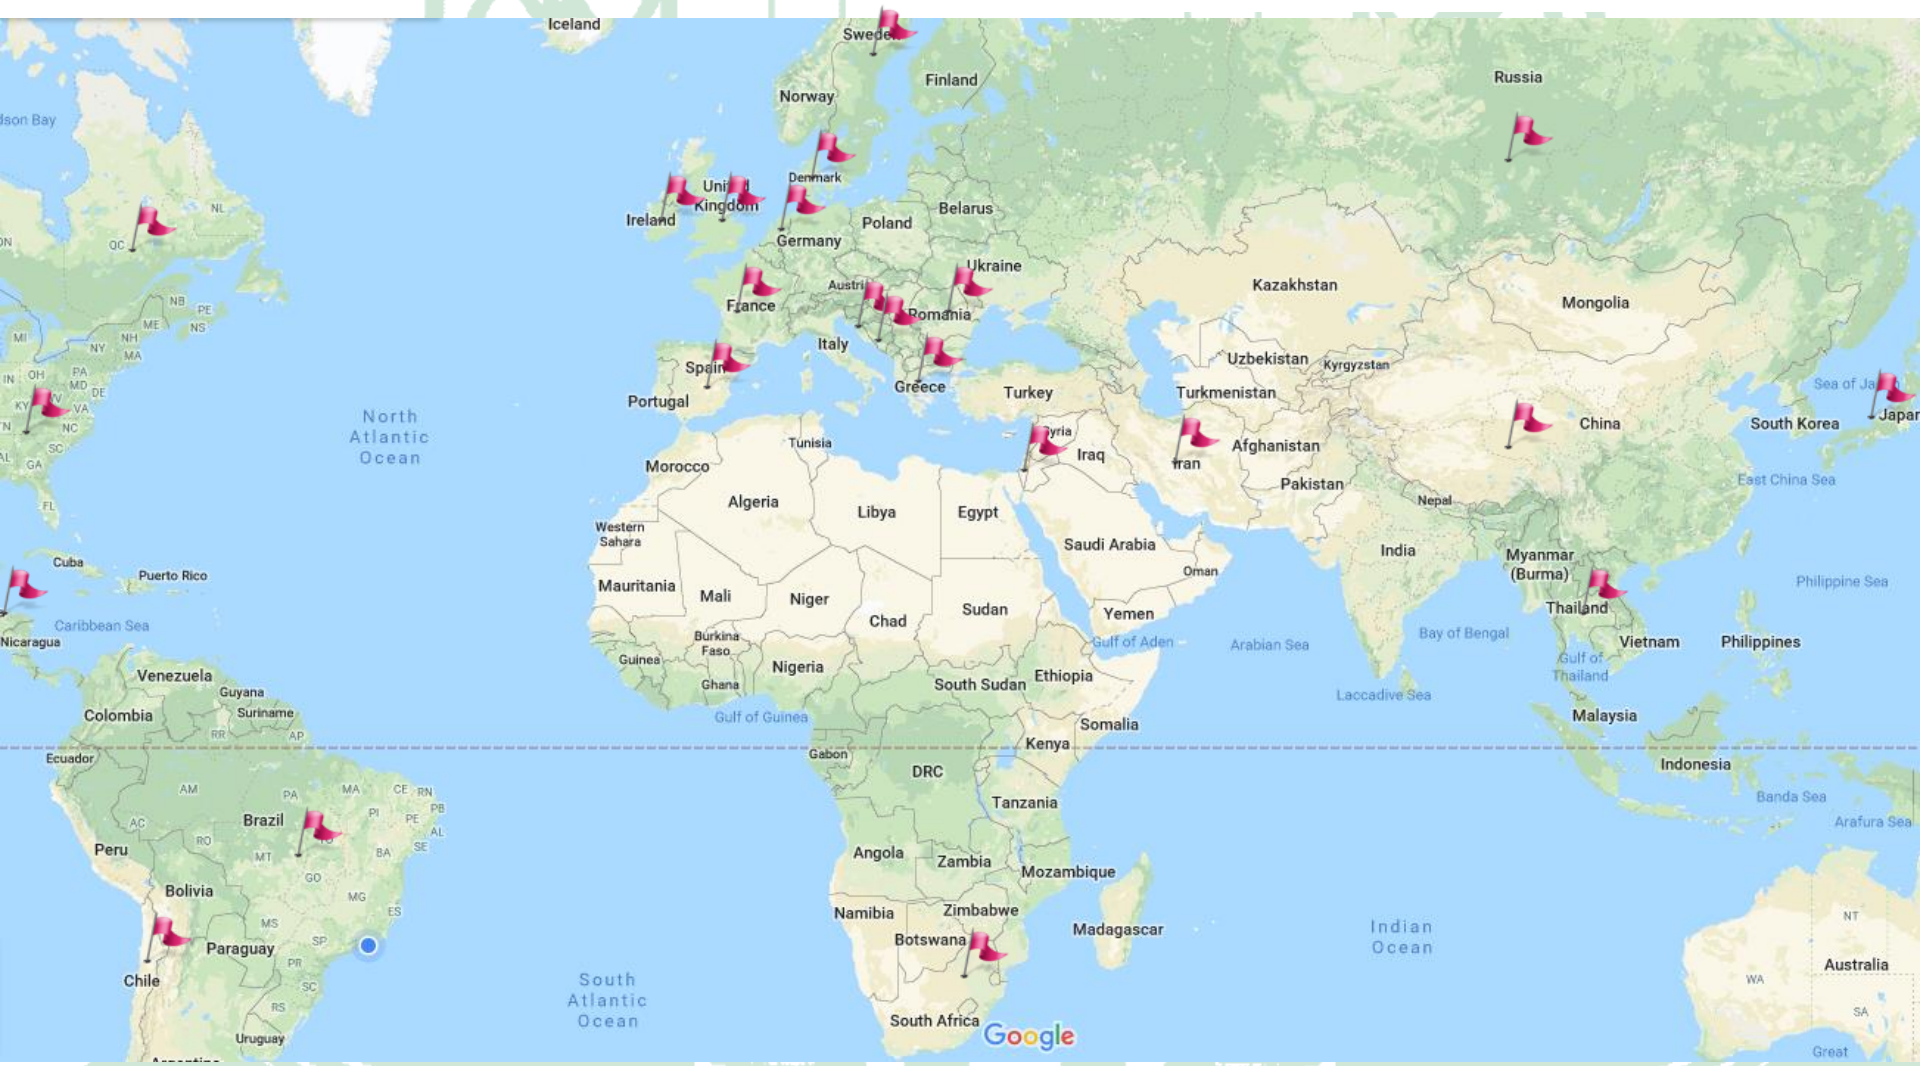 Iceland
Sweden
Finland
Russia
Norway
dson Bay
Denmark
United
Kingdom
Ireland
NL
Belarus
Poland
QC
ON
Germany
Ukraine
Kazakhstan
Austri
Mongolia
NB
PE
France
Romania
ME
NS
MI
NH
NY
MA
Italy
Uzbekistan
Kyrgyzstan
Spain
OH
PA
IN
MD
DE
Greece
Turkey
Turkmenistan
Sea of Ja
Portugal
KY
WV
VA
North
Atlantic
Ocean
TN
NC
Japan
South Korea
China
Tunisia
Syria
Iraq
Afghanistan
Iran
SC
AL
GA
Morocco
Pakistan
East China Sea
Nepal
FL
Algeria
Libya
Egypt
Western
Sahara
Saudi Arabia
India
Myanmar
(Burma)
Cuba
Puerto Rico
Oman
Philippine Sea
Mauritania
Mali
Niger
Chad
Sudan
Yemen
Thailand
Caribbean Sea
Nicaragua
Burkina
Faso
Gulf of Aden
Arabian Sea
Bay of Bengal
Vietnam
Philippines
Guinea
Nigeria
Gulf of
Thailand
Venezuela
Ghana
South Sudan
Ethiopia
Guyana
Laccadive Sea
Colombia
Suriname
Gulf of Guinea
Somalia
Malaysia
RR
AP
Kenya
Gabon
Ecuador
DRC
Indonesia
AM
PA
MA
CE
RN
Banda Sea
Tanzania
PB
PI
PE
Brazil
AC
TO
AL
Arafura Sea
RO
SE
Peru
MT
BA
Angola
Zambia
GO
Mozambique
Bolivia
MG
ES
Namibia
Zimbabwe
NT
MS
Madagascar
Indian
Ocean
SP
Botswana
Paraguay
PR
Australia
Chile
South
Atlantic
Ocean
WA
SC
RS
SA
South Africa
Google
Uruguay
Great
Argentina